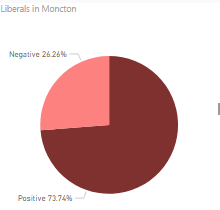 Liberals in Moncton
Negative 26.26%
Positive 73.74%